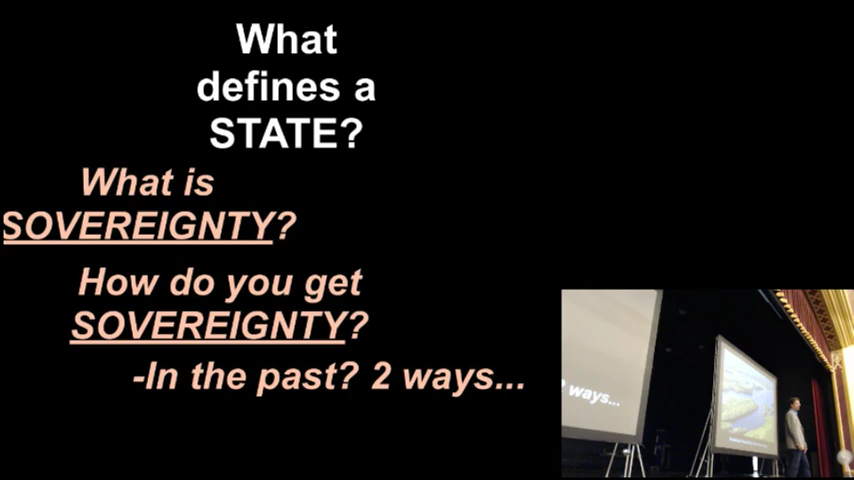 What
defines a
STATE?
What is
SOVEREIGNTY?
How do you get
SOVEREIGNTY?
-In the past? 2 ways...
ways...